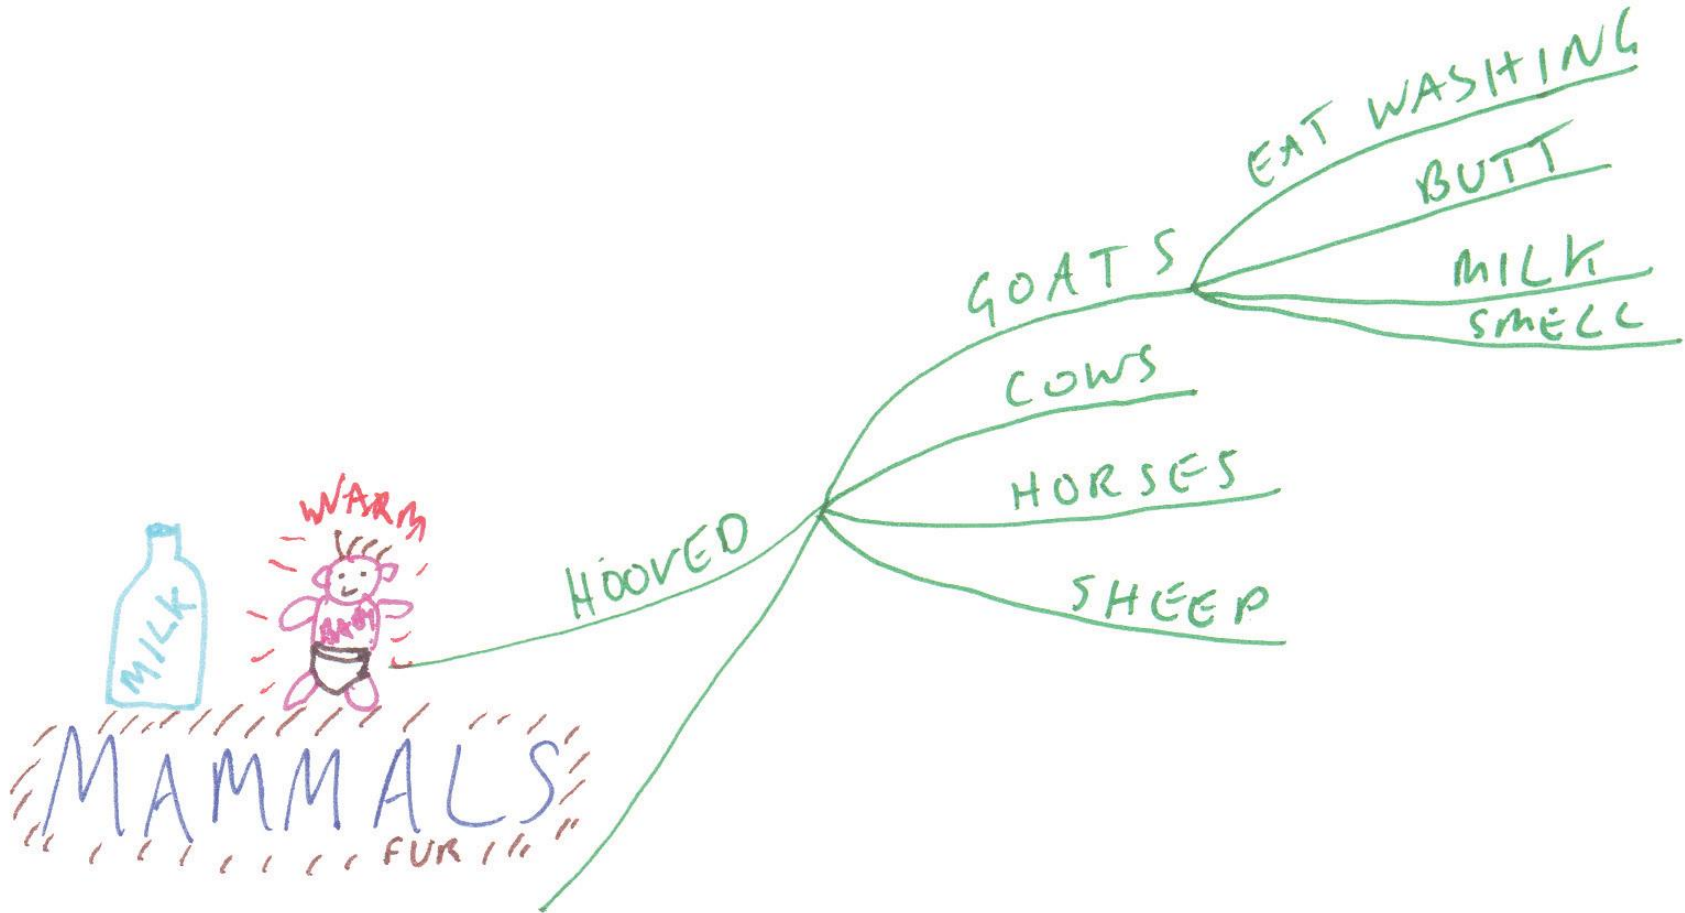 EAT WASHING
BUTT
MILK
SMELL
GOATS
COWS
HORSES
SHEEP
HOOVED
WARM
MILK
MAMMALS
FUR